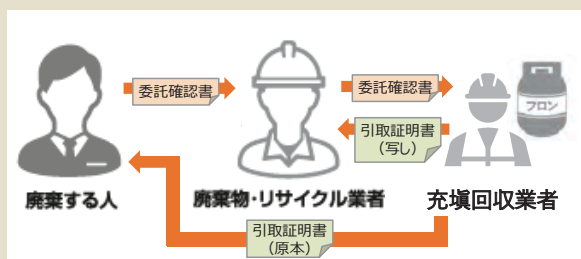 委託確認書
委託確認書
フロン
引取証明書
(写し)
廃棄する人
廃棄物・リサイクル業者
充塡回収業者
引取証明書
(原本)